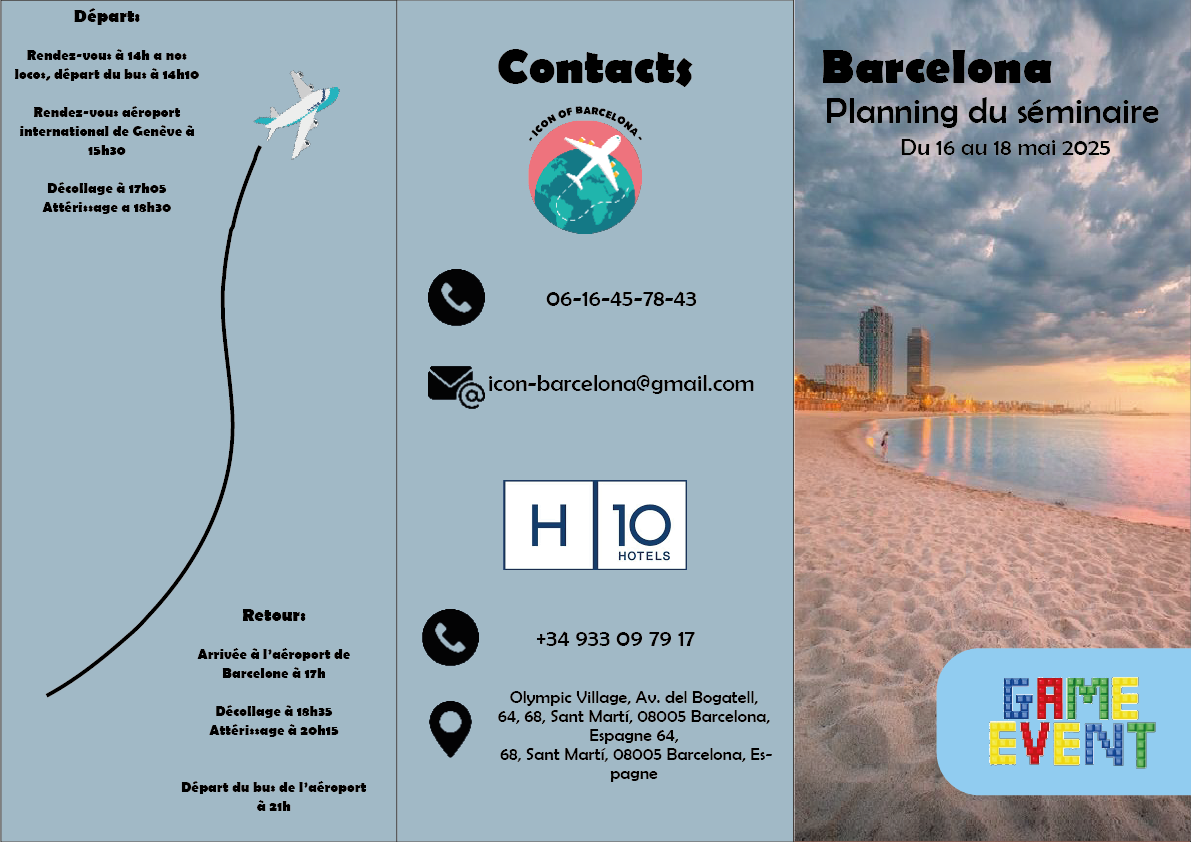 Départ:
Rendez-vous à 14h a nos
locos, départ du bus à 14h10
Rendez-vous aéroport
international de Genève à
15h30
Décollage à 17h05
Attérissage a 18h30
Retour:
Arrivée à l'aéroport de
Barcelone à 17h
Décollage à 18h35
Attérissage à 20h15
Départ du bus de l'aéroport
à 21h
Contacts
- ICON OF BARCELONA -
06-16-45-78-43
icon-barcelona@gmail.com
H 10
HOTELS
+34 933 09 79 17
Olympic Village, Av. del Bogatell,
64, 68, Sant Martí, 08005 Barcelona,
Espagne 64,
68, Sant Martí, 08005 Barcelona, Es-
pagne
Barcelona
Planning du séminaire
Du 16 au 18 mai 2025
GAME
EVENT